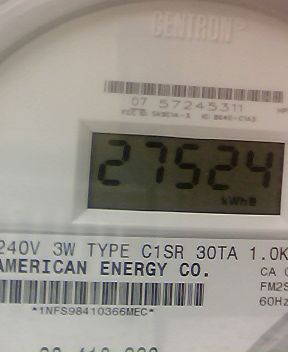 CENTRON®
07 57245311
27524
kWh
240V 3W TYPE C1SR 30TA 1.0K
AMERICAN ENERGY CO.
CA
FM2S
60Hz
*1NFS98410366MEC*